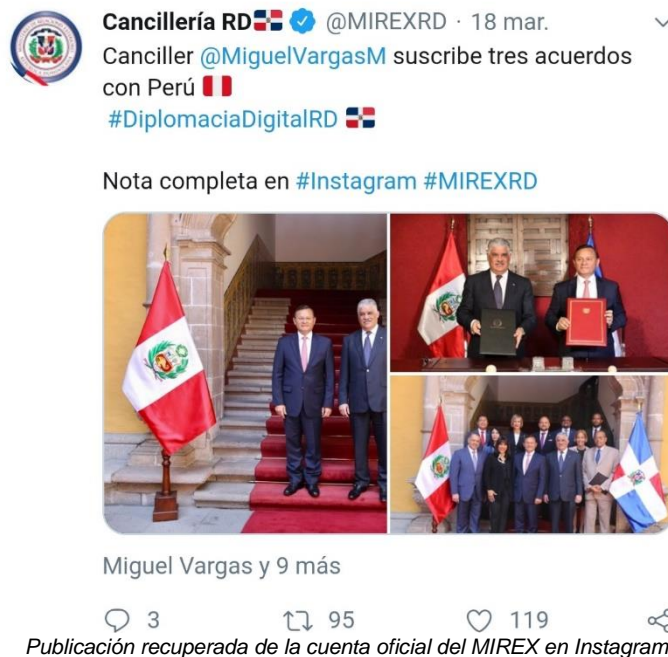 Cancillería RD🇩🇴 @MIREXRD · 18 mar.
Canciller @MiguelVargasM suscribe tres acuerdos
con Perú 🇵🇪
#DiplomaciaDigitalRD 🇩🇴
Nota completa en #Instagram #MIREXRD
Miguel Vargas y 9 más
3 95 119
Publicación recuperada de la cuenta oficial del MIREX en Instagram